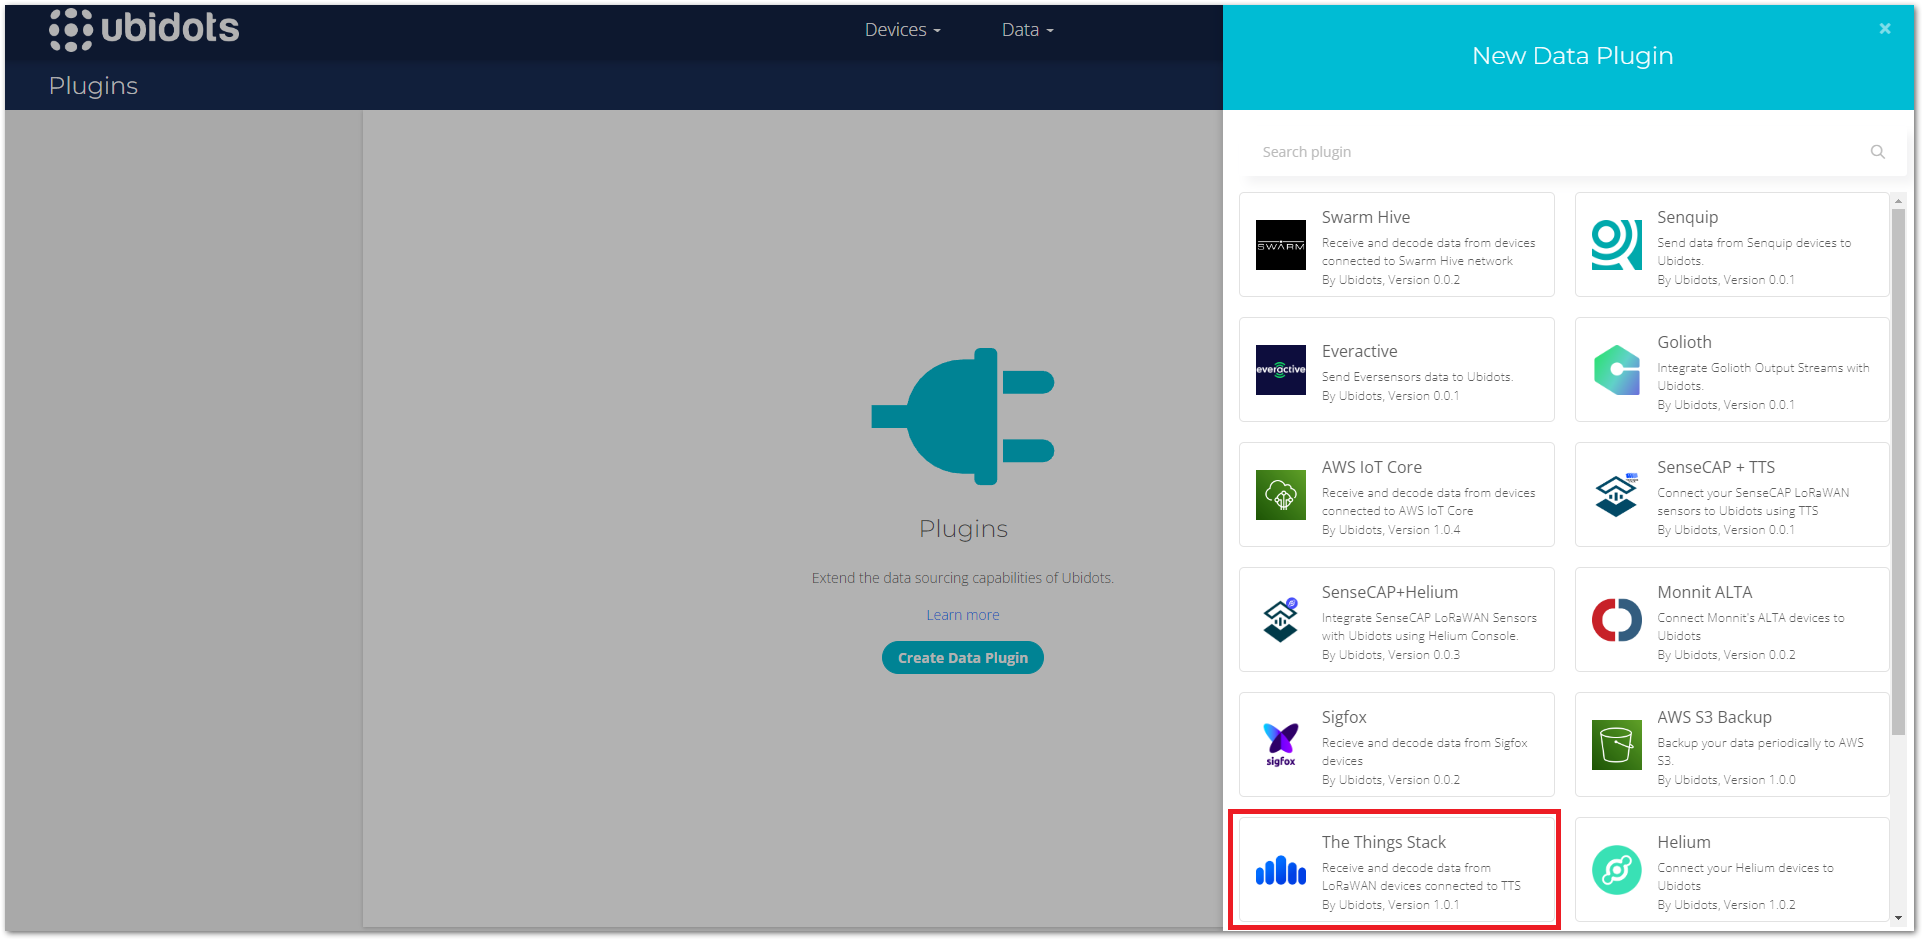 ubidots
Devices
Data
Plugins
Plugins
Extend the data sourcing capabilities of Ubidots.
Learn more
Create Data Plugin
New Data Plugin
Search plugin
SWARM
Swarm Hive
Receive and decode data from devices
connected to Swarm Hive network
By Ubidots, Version 0.0.2
Senquip
Send data from Senquip devices to
Ubidots.
By Ubidots, Version 0.0.1
everactive
Everactive
Send Eversensors data to Ubidots.
By Ubidots, Version 0.0.1
Golioth
Integrate Golioth Output Streams with
Ubidots.
By Ubidots, Version 0.0.1
AWS IoT Core
Receive and decode data from devices
connected to AWS IoT Core
By Ubidots, Version 1.0.4
SenseCAP + TTS
Connect your SenseCAP LoRaWAN
sensors to Ubidots using TTS
By Ubidots, Version 0.0.1
SenseCAP+Helium
Integrate SenseCAP LoRaWAN Sensors
with Ubidots using Helium Console.
By Ubidots, Version 0.0.3
Monnit ALTA
Connect Monnit's ALTA devices to
Ubidots
By Ubidots, Version 0.0.2
sigfox
Sigfox
Recieve and decode data from Sigfox
devices
By Ubidots, Version 0.0.2
AWS S3 Backup
Backup your data periodically to AWS
S3.
By Ubidots, Version 1.0.0
The Things Stack
Receive and decode data from
LoRaWAN devices connected to TTS
By Ubidots, Version 1.0.1
Helium
Connect your Helium devices to
Ubidots
By Ubidots, Version 1.0.2